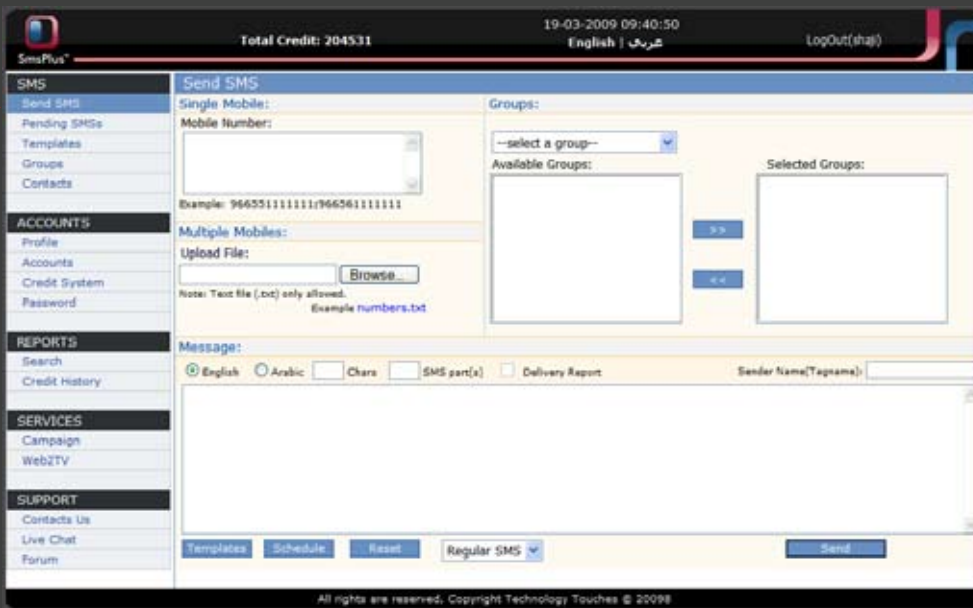 19-03-2009 09:40:50
Total Credit: 204531
English | عربي
LogOut(shaji)
SmsPlus
SMS
Send SMS
Pending SMSs
Templates
Groups
Contacts
ACCOUNTS
Profile
Accounts
Credit System
Password
REPORTS
Search
Credit History
SERVICES
Campaign
Web2TV
SUPPORT
Contacts Us
Live Chat
Forum
Send SMS
Single Mobile:
Mobile Number:
Example: 966551111111;966561111111
Multiple Mobiles:
Upload File:
Browse...
Note: Text file (.txt) only allowed.
Example numbers.txt
Groups:
--select a group--
Available Groups:
Selected Groups:
>>
<<
Message:
English Arabic Chars SMS part(s) Delivery Report Sender Name(Tagname):
Templates Schedule Reset Regular SMS Send
All rights are reserved. Copyright Technology Touches © 20098